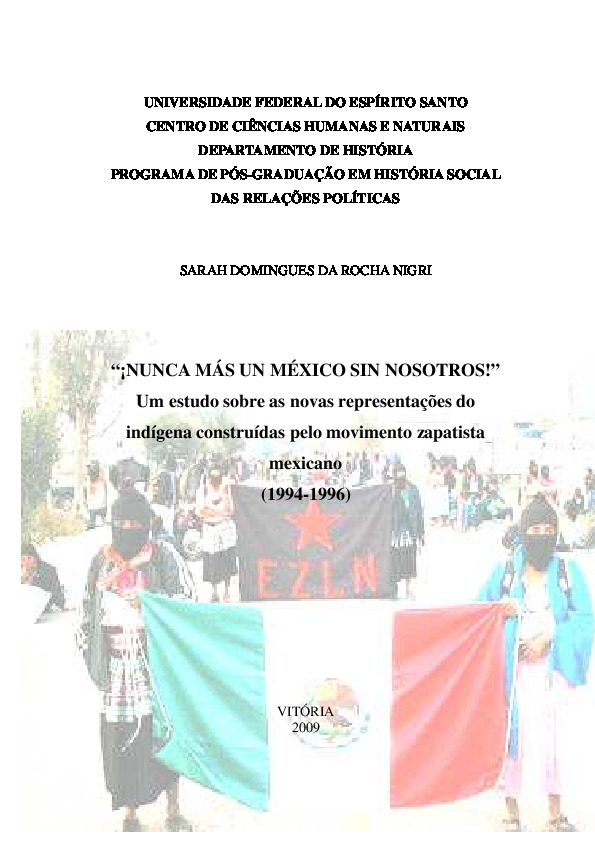 UNIVERSIDADE FEDERAL DO ESPÍRITO SANTO
CENTRO DE CIÊNCIAS HUMANAS E NATURAIS
DEPARTAMENTO DE HISTÓRIA
PROGRAMA DE PÓS-GRADUAÇÃO EM HISTÓRIA SOCIAL
DAS RELAÇÕES POLÍTICAS
SARAH DOMINGUES DA ROCHA NIGRI
“¡NUNCA MÁS UN MÉXICO SIN NOSOTROS!”
Um estudo sobre as novas representações do
indígena construídas pelo movimento zapatista
mexicano
(1994-1996)
EZLN
VITÓRIA
2009